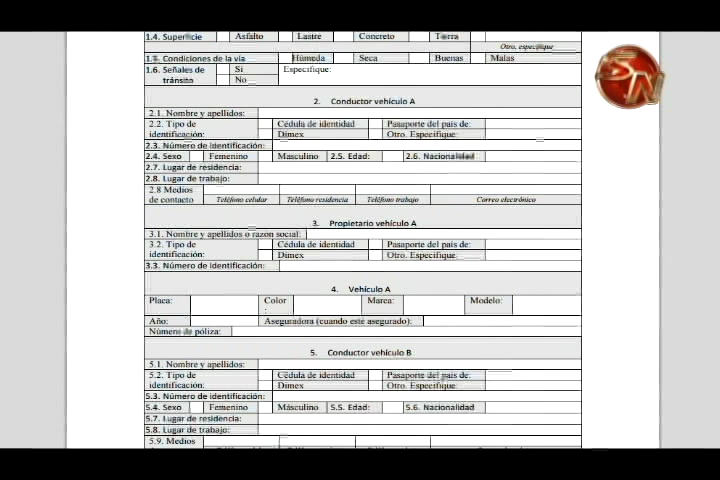 1.4. Superficie Asfalto Lastre Concreto Tierra
Otro, especifique
1.5. Condiciones de la vía Húmeda Seca Buenas Malas
1.6. Señales de tránsito Si Especifique:
No
2. Conductor vehículo A
2.1. Nombre y apellidos:
2.2. Tipo de identificación: Cédula de identidad Pasaporte del país de:
Dimex Otro. Especifique:
2.3. Número de identificación:
2.4. Sexo Femenino Masculino 2.5. Edad: 2.6. Nacionalidad
2.7. Lugar de residencia:
2.8. Lugar de trabajo:
2.8 Medios de contacto
Teléfono celular Teléfono residencia Teléfono trabajo Correo electrónico
3. Propietario vehículo A
3.1. Nombre y apellidos o razón social:
3.2. Tipo de identificación: Cédula de identidad Pasaporte del país de:
Dimex Otro. Especifique:
3.3. Número de identificación:
4. Vehículo A
Placa: Color : Marca: Modelo:
Año: Aseguradora (cuando esté asegurado):
Número de póliza:
5. Conductor vehículo B
5.1. Nombre y apellidos:
5.2. Tipo de identificación: Cédula de identidad Pasaporte del país de:
Dimex Otro. Especifique:
5.3. Número de identificación:
5.4. Sexo Femenino Masculino 5.5. Edad: 5.6. Nacionalidad
5.7. Lugar de residencia:
5.8. Lugar de trabajo:
5.9. Medios
SN